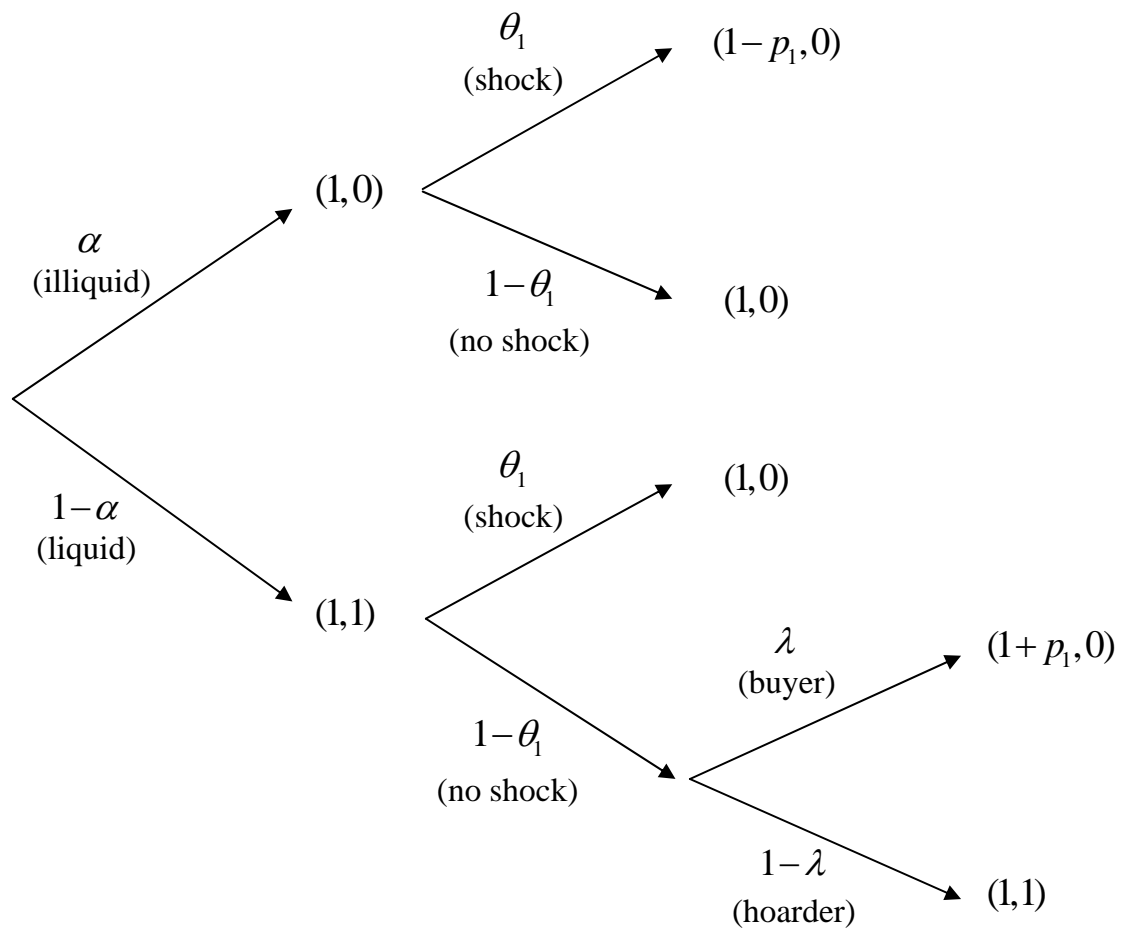 θ₁
(shock)
(1−p₁,0)
(1,0)
α
(illiquid)
1−θ₁
(no shock)
(1,0)
θ₁
(shock)
(1,0)
1−α
(liquid)
(1,1)
λ
(buyer)
(1+p₁,0)
1−θ₁
(no shock)
1−λ
(hoarder)
(1,1)